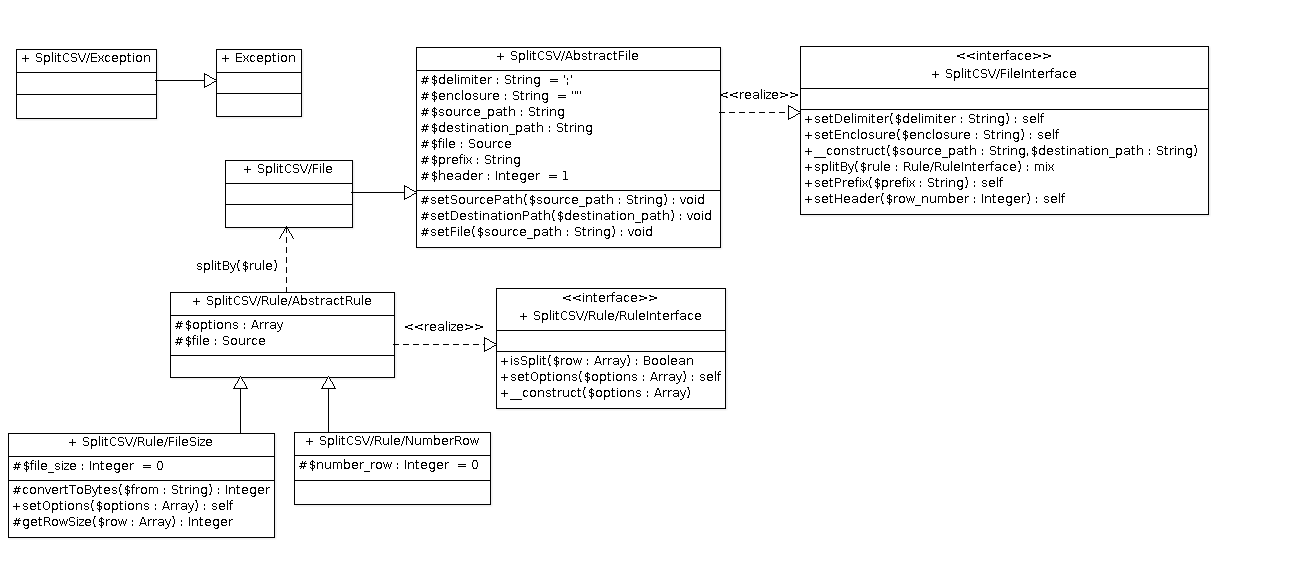 + SplitCSV/Exception
+ Exception
+ SplitCSV/AbstractFile
#$delimiter : String = ';'
#$enclosure : String = '"'
#$source_path : String
#$destination_path : String
#$file : Source
#$prefix : String
#$header : Integer = 1
#setSourcePath($source_path : String) : void
#setDestinationPath($destination_path) : void
#setFile($source_path : String) : void
<<realize>>
<<interface>>
+ SplitCSV/FileInterface
+setDelimiter($delimiter : String) : self
+setEnclosure($enclosure : String) : self
+__construct($source_path : String,$destination_path : String)
+splitBy($rule : Rule/RuleInterface) : mix
+setPrefix($prefix : String) : self
+setHeader($row_number : Integer) : self
+ SplitCSV/File
splitBy($rule)
+ SplitCSV/Rule/AbstractRule
#$options : Array
#$file : Source
<<realize>>
<<interface>>
+ SplitCSV/Rule/RuleInterface
+isSplit($row : Array) : Boolean
+setOptions($options : Array) : self
+__construct($options : Array)
+ SplitCSV/Rule/FileSize
#$file_size : Integer = 0
#convertToBytes($from : String) : Integer
+setOptions($options : Array) : self
#getRowSize($row : Array) : Integer
+ SplitCSV/Rule/NumberRow
#$number_row : Integer = 0